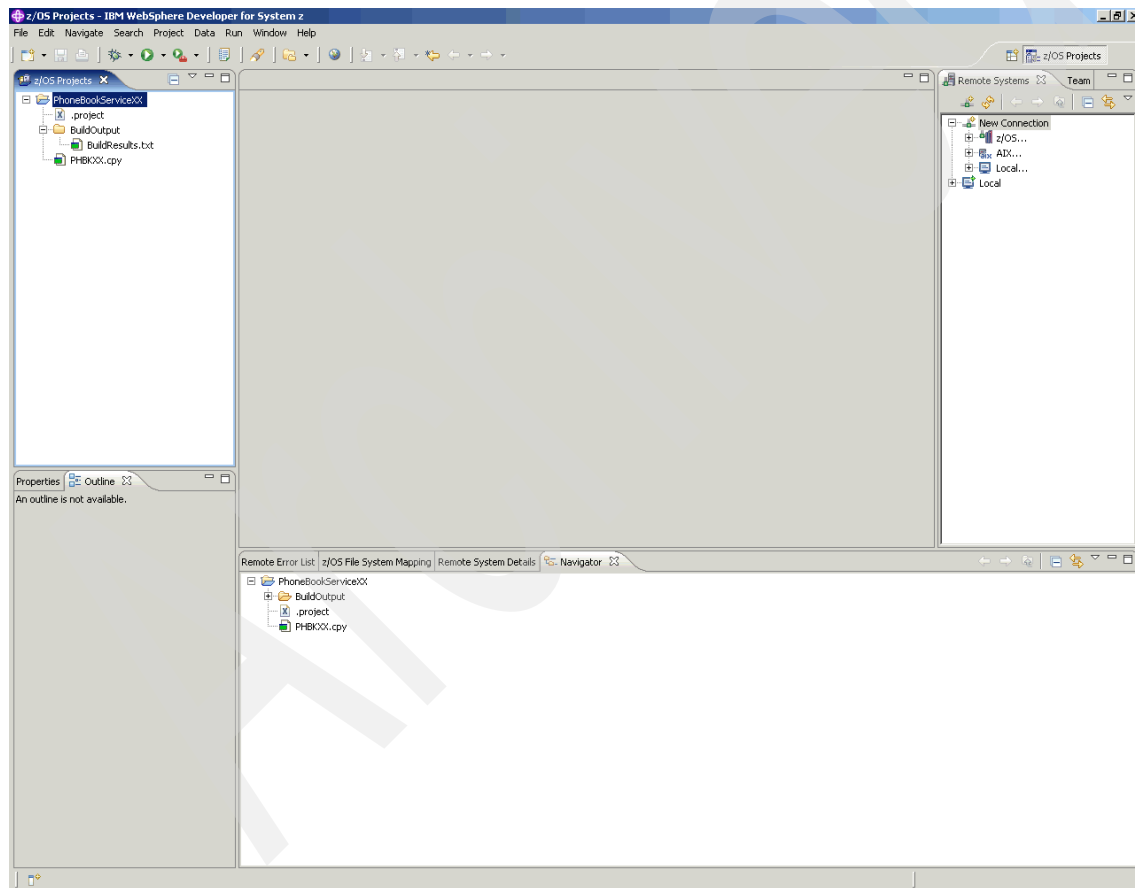 z/OS Projects - IBM WebSphere Developer for System z
File Edit Navigate Search Project Data Run Window Help
z/OS Projects
z/OS Projects
PhoneBookServiceXX
.project
BuildOutput
BuildResults.txt
PHBKXX.cpy
Remote Systems Team
New Connection
z/OS...
AIX...
Local...
Local
Properties Outline
An outline is not available.
Remote Error List z/OS File System Mapping Remote System Details Navigator
PhoneBookServiceXX
BuildOutput
.project
PHBKXX.cpy